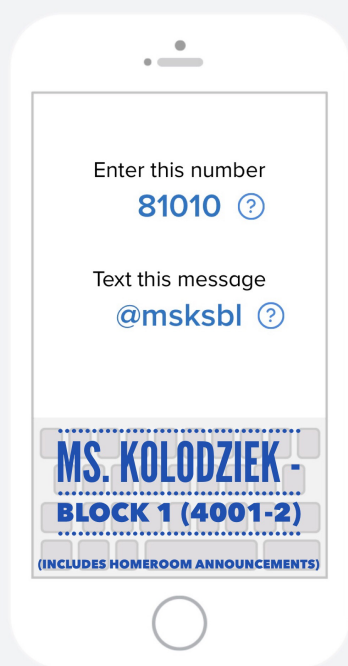 Enter this number
81010 ?
Text this message
@msksbl ?
MS. KOLODZIEK -
BLOCK 1 (4001-2)
(INCLUDES HOMEROOM ANNOUNCEMENTS)